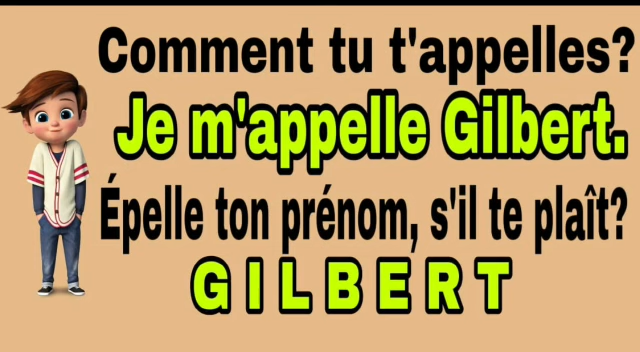 Comment tu t'appelles?
Je m'appelle Gilbert.
Épelle ton prénom, s'il te plaît?
G I L B E R T